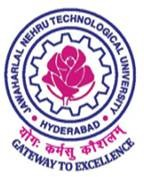 JAWAHARLAL NEHRU TECHNOLOGICAL UNIVERSITY
HYDERABAD
योगः कर्मसु कौशलम्
GATEWAY TO EXCELLENCE